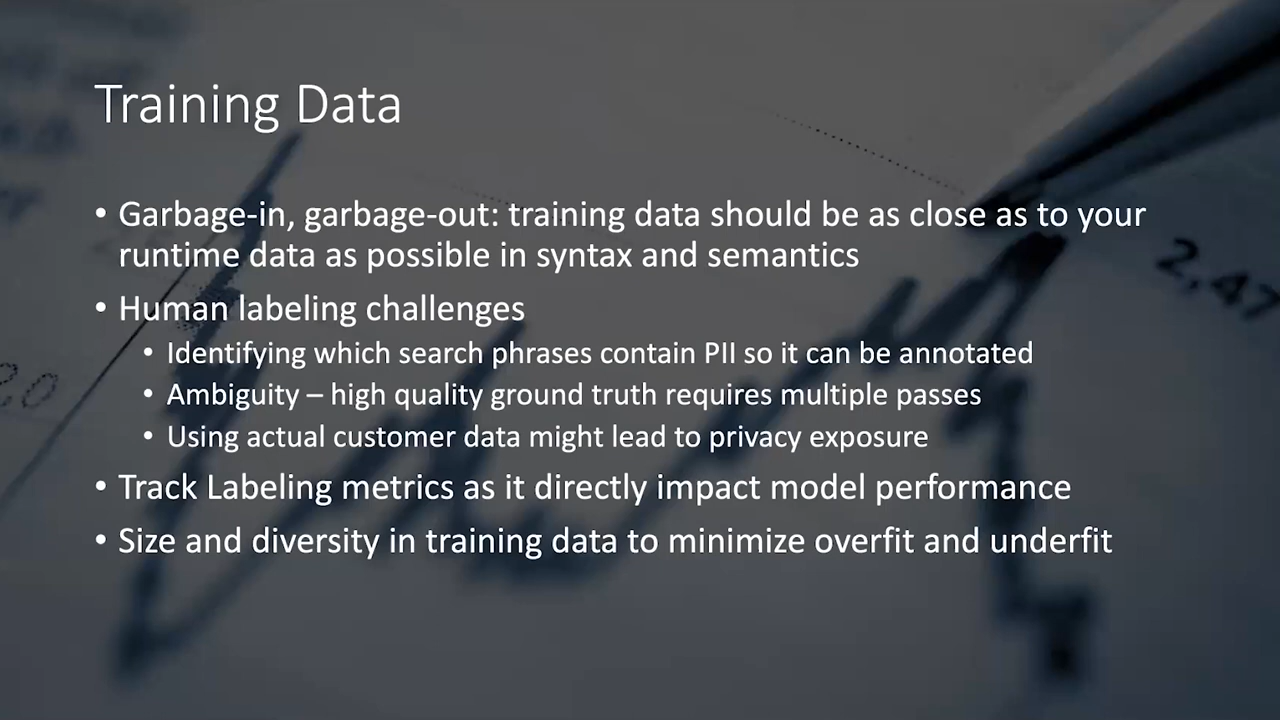 Training Data
• Garbage-in, garbage-out: training data should be as close as to your
runtime data as possible in syntax and semantics
• Human labeling challenges
• Identifying which search phrases contain PII so it can be annotated
• Ambiguity – high quality ground truth requires multiple passes
• Using actual customer data might lead to privacy exposure
• Track Labeling metrics as it directly impact model performance
• Size and diversity in training data to minimize overfit and underfit
2,47